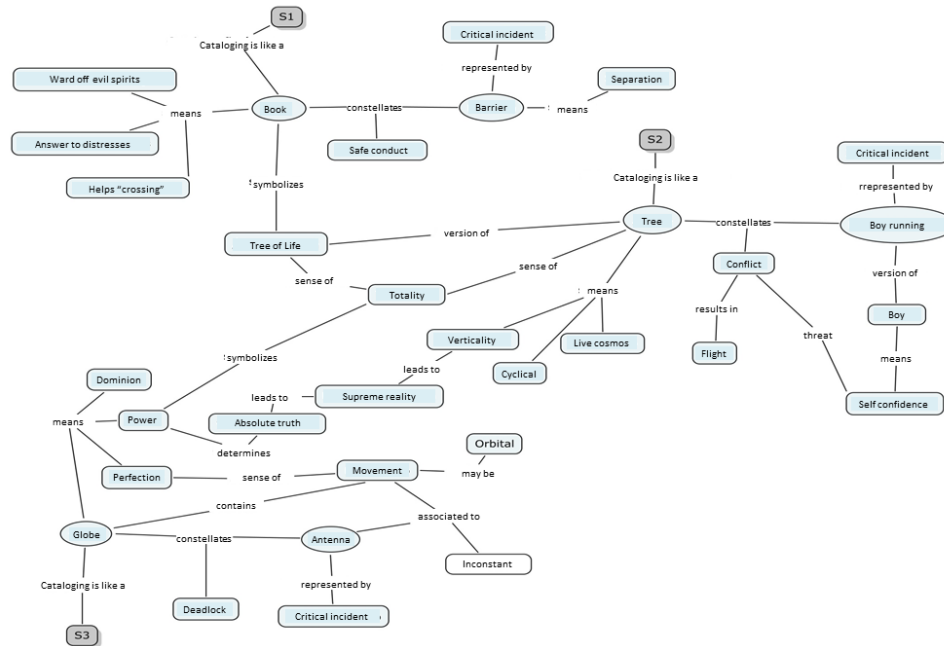 S1
Cataloging is like a
Critical incident
represented by
Ward off evil spirits
Separation
means
Book
constellates
Barrier
means
Answer to distresses
Safe conduct
S2
Critical incident
Helps “crossing”
symbolizes
Cataloging is like a
rrepresented by
Tree of Life
version of
Tree
constellates
Boy running
sense of
sense of
Conflict
version of
Totality
means
results in
Boy
Verticality
Live cosmos
threat
symbolizes
Flight
means
Dominion
leads to
Cyclical
leads to
Supreme reality
Self confidence
means
Power
Absolute truth
determines
Orbital
Perfection
sense of
Movement
may be
contains
associated to
Globe
constellates
Antenna
Inconstant
Cataloging is like a
represented by
Deadlock
Critical incident
S3